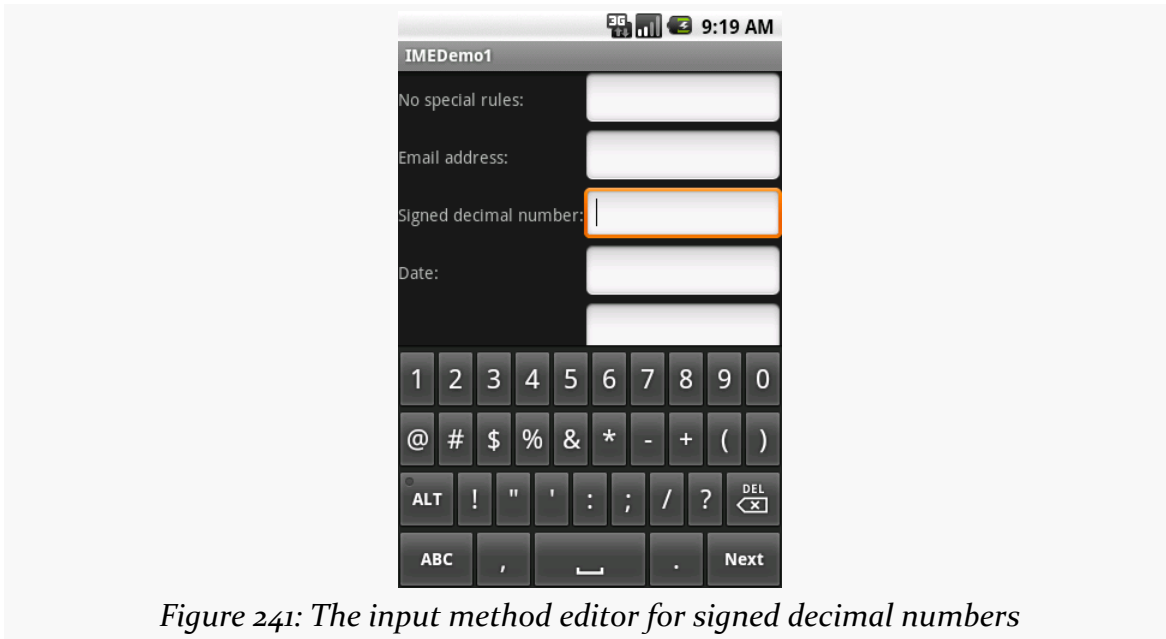 3G 9:19 AM
IMEDemo1
No special rules:
Email address:
Signed decimal number:
Date:
1 2 3 4 5 6 7 8 9 0
@ # $ % & * - + ( )
ALT ! " ' : ; / ? DEL
ABC , . Next
Figure 241: The input method editor for signed decimal numbers